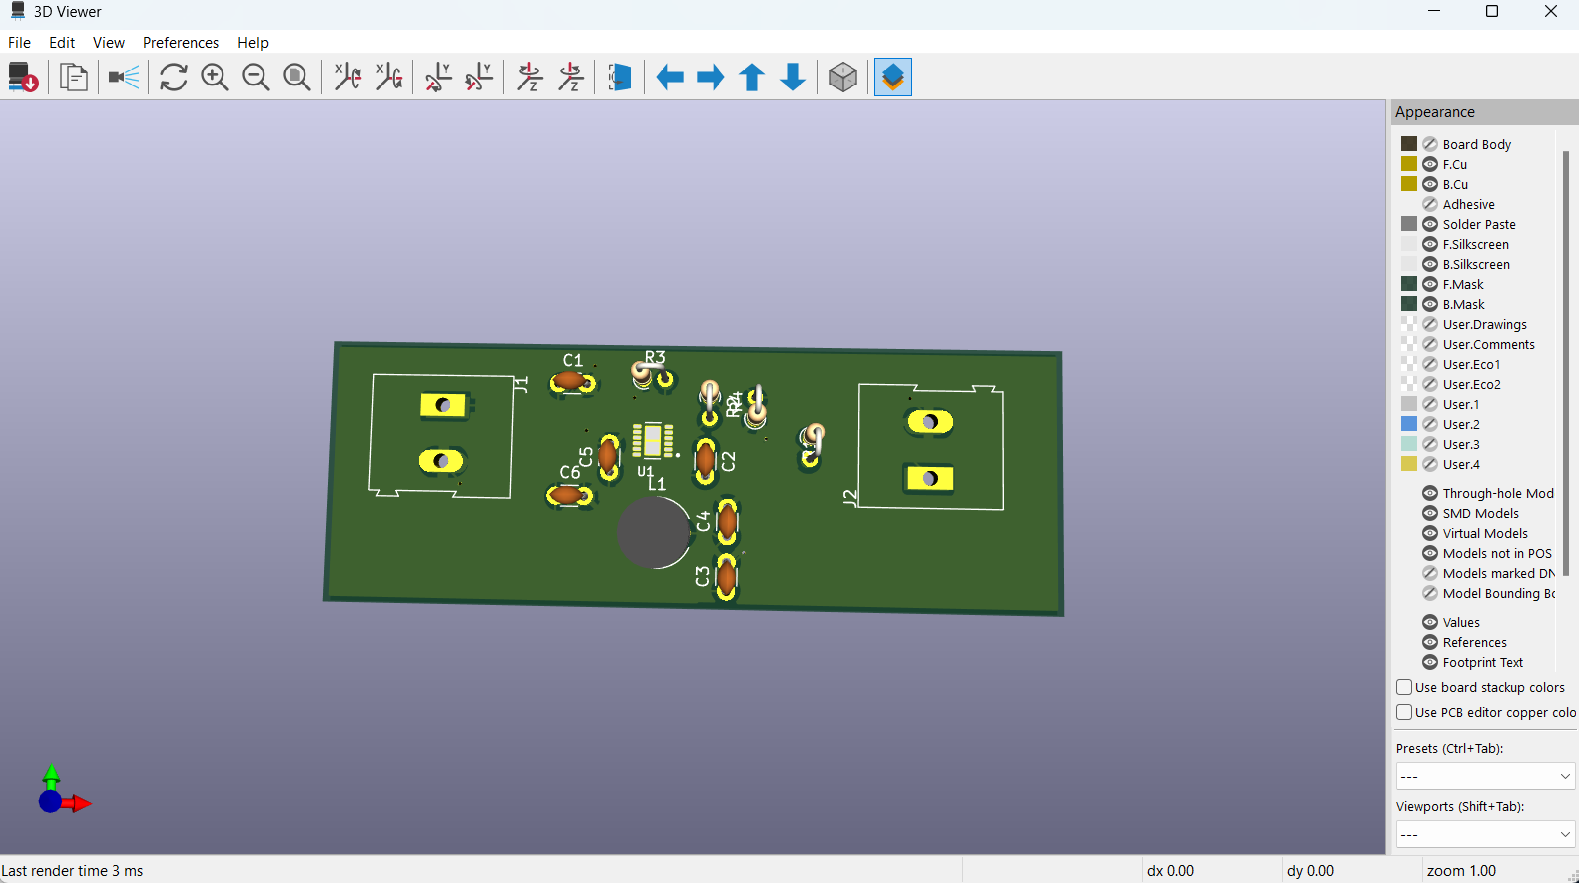 3D Viewer
File Edit View Preferences Help
Appearance
Board Body
F.Cu
B.Cu
Adhesive
Solder Paste
F.Silkscreen
B.Silkscreen
F.Mask
B.Mask
User.Drawings
User.Comments
User.Eco1
User.Eco2
User.1
User.2
User.3
User.4
Through-hole Mod
SMD Models
Virtual Models
Models not in POS
Models marked DN
Model Bounding Bo
Values
References
Footprint Text
Use board stackup colors
Use PCB editor copper colo
Presets (Ctrl+Tab):
---
Viewports (Shift+Tab):
---
C1
R3
J1
C5
C2
C6
U1
L1
J2
C4
C3
X
X
Y
Y
Z
Z
Last render time 3 ms
dx 0.00
dy 0.00
zoom 1.00